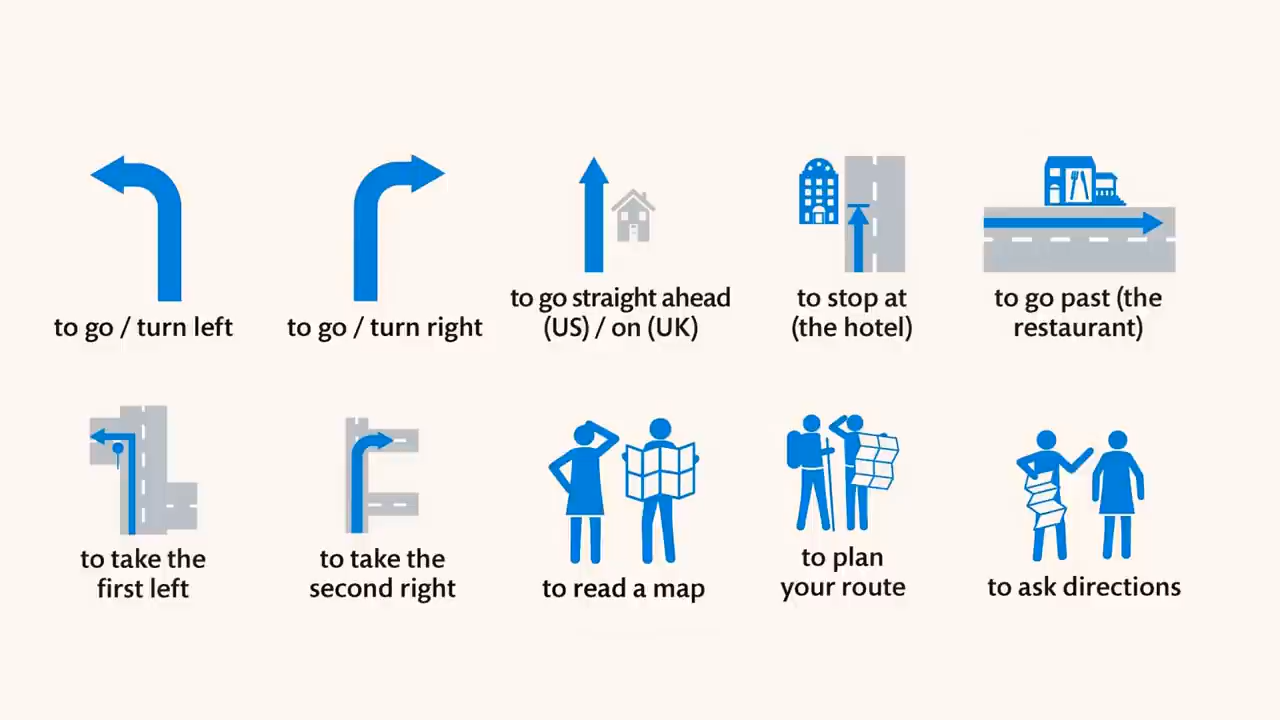 to go / turn left
to go / turn right
to go straight ahead
(US) / on (UK)
to stop at
(the hotel)
to go past (the
restaurant)
to take the
first left
to take the
second right
to read a map
to plan
your route
to ask directions